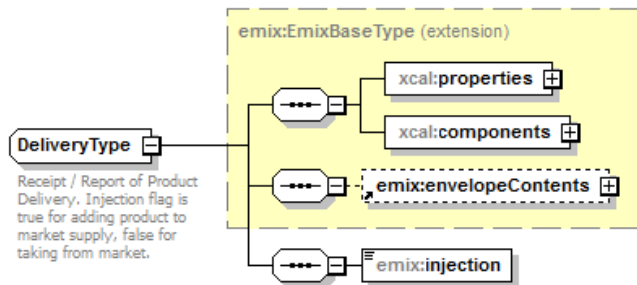 emix:EmixBaseType (extension)
xcal:properties
xcal:components
DeliveryType
emix:envelopeContents
Receipt / Report of Product
Delivery. Injection flag is
true for adding product to
market supply, false for
taking from market.
emix:injection